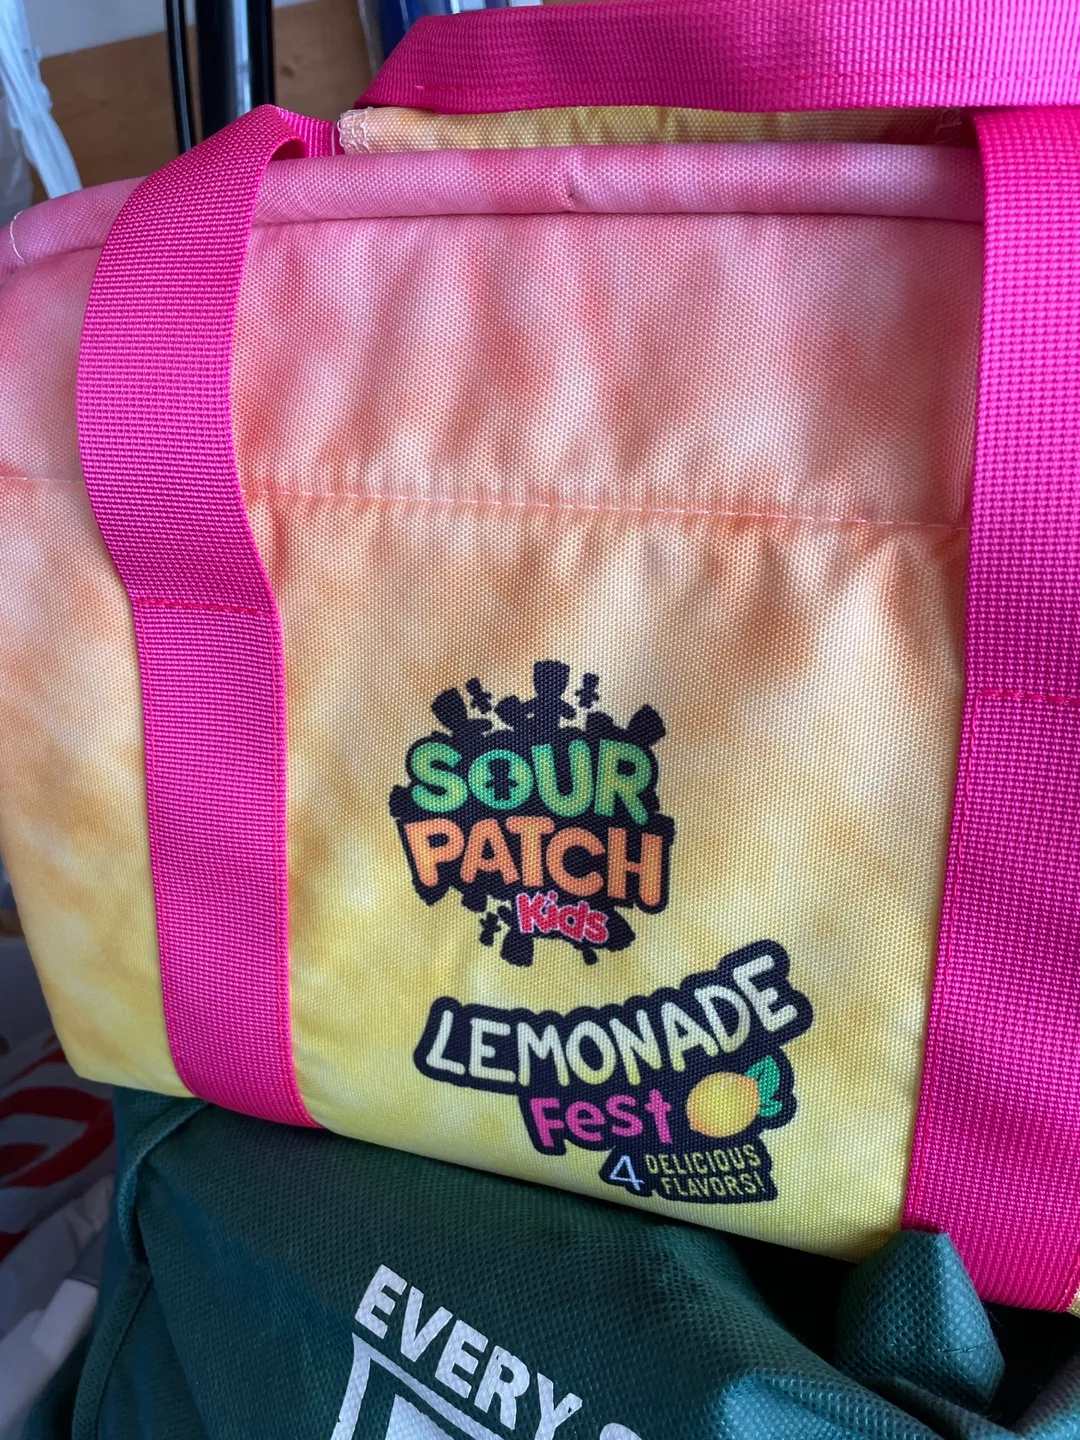 SOUR
PATCH
Kids
LEMONADE
Fest
4 DELICIOUS
FLAVORS!
EVERY